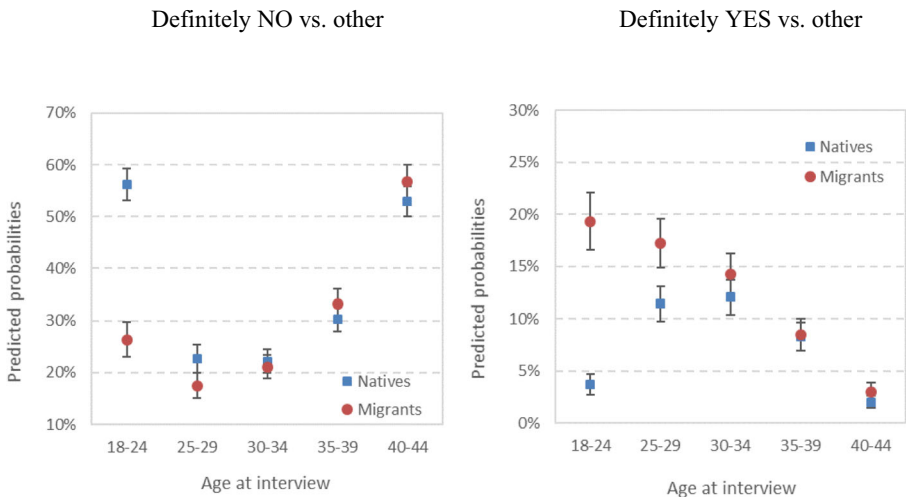 Definitely NO vs. other
Definitely YES vs. other
Predicted probabilities
70%
60%
50%
40%
30%
20%
10%
Natives
Migrants
18-24 25-29 30-34 35-39 40-44
Age at interview
Predicted probabilities
30%
25%
20%
15%
10%
5%
0%
Natives
Migrants
18-24 25-29 30-34 35-39 40-44
Age at interview